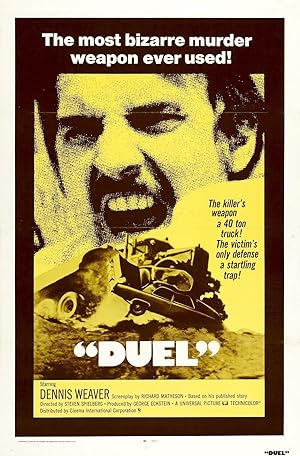 The most bizarre murder
weapon ever used!
The killer's
weapon
a 40 ton
truck!
The victim's
only defense
a startling
trap!
"DUEL"
Starring
DENNIS WEAVER Screenplay by RICHARD MATHESON • Based on his published story
Directed by STEVEN SPIELBERG • Produced by GEORGE ECKSTEIN • A UNIVERSAL PICTURE TECHNICOLOR®
Distributed by Cinema International Corporation
"DUEL"